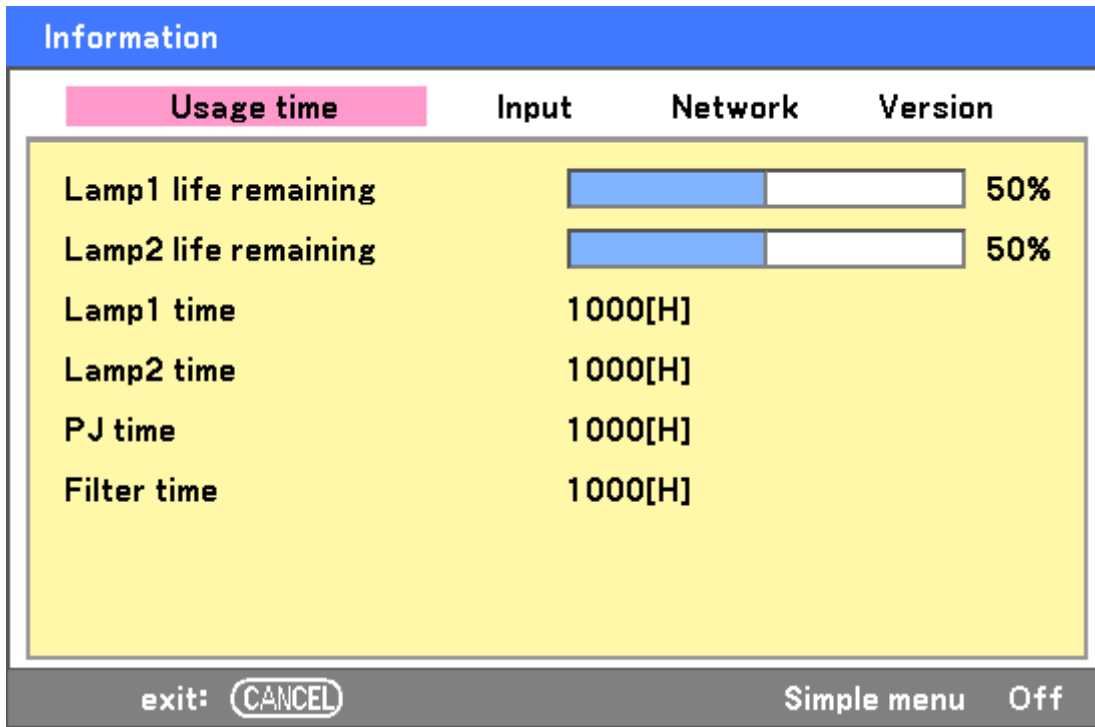 Information
Usage time Input Network Version
Lamp1 life remaining 50%
Lamp2 life remaining 50%
Lamp1 time 1000[H]
Lamp2 time 1000[H]
PJ time 1000[H]
Filter time 1000[H]
exit: CANCEL Simple menu Off